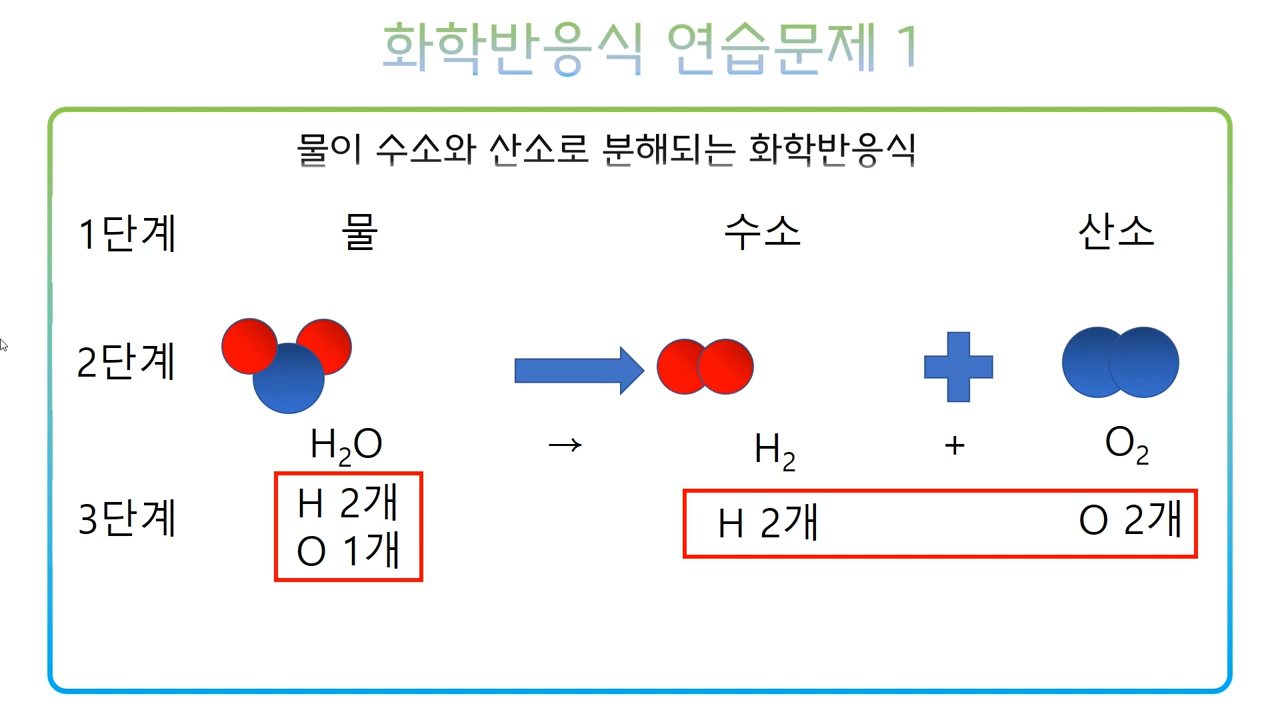 화학반응식 연습문제 1
물이 수소와 산소로 분해되는 화학반응식
1단계 물 수소 산소
2단계
H₂O → H₂ + O₂
3단계 H 2개 H 2개 O 2개
O 1개